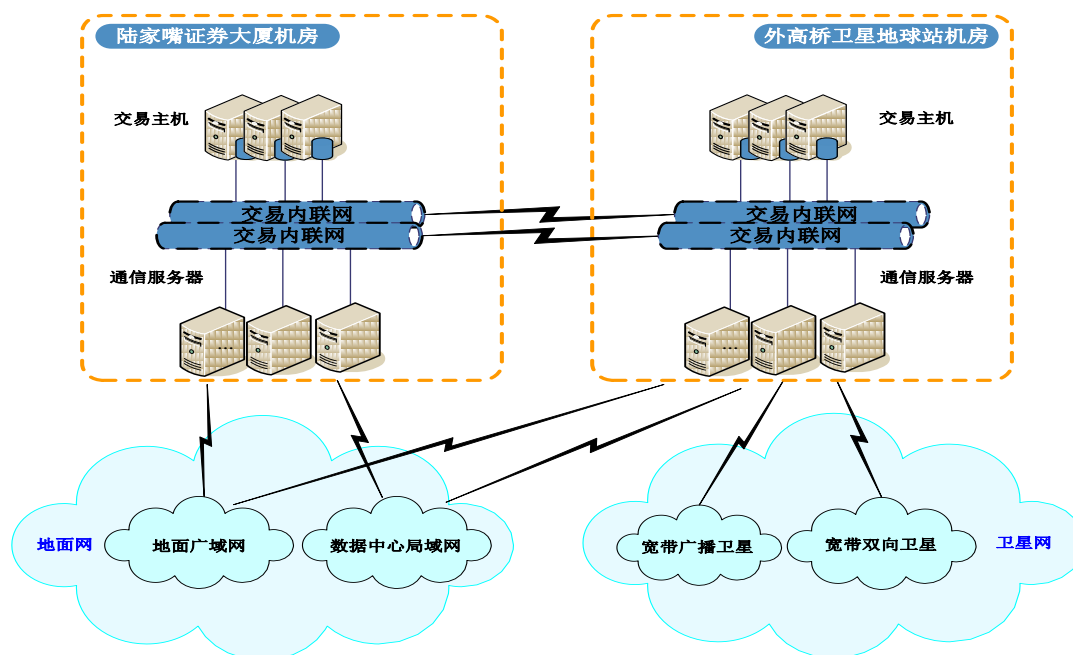 陆家嘴证券大厦机房
外高桥卫星地球站机房
交易主机
交易主机
交易内联网
交易内联网
交易内联网
交易内联网
通信服务器
通信服务器
...
...
地面网
地面广域网
数据中心局域网
宽带广播卫星
宽带双向卫星
卫星网